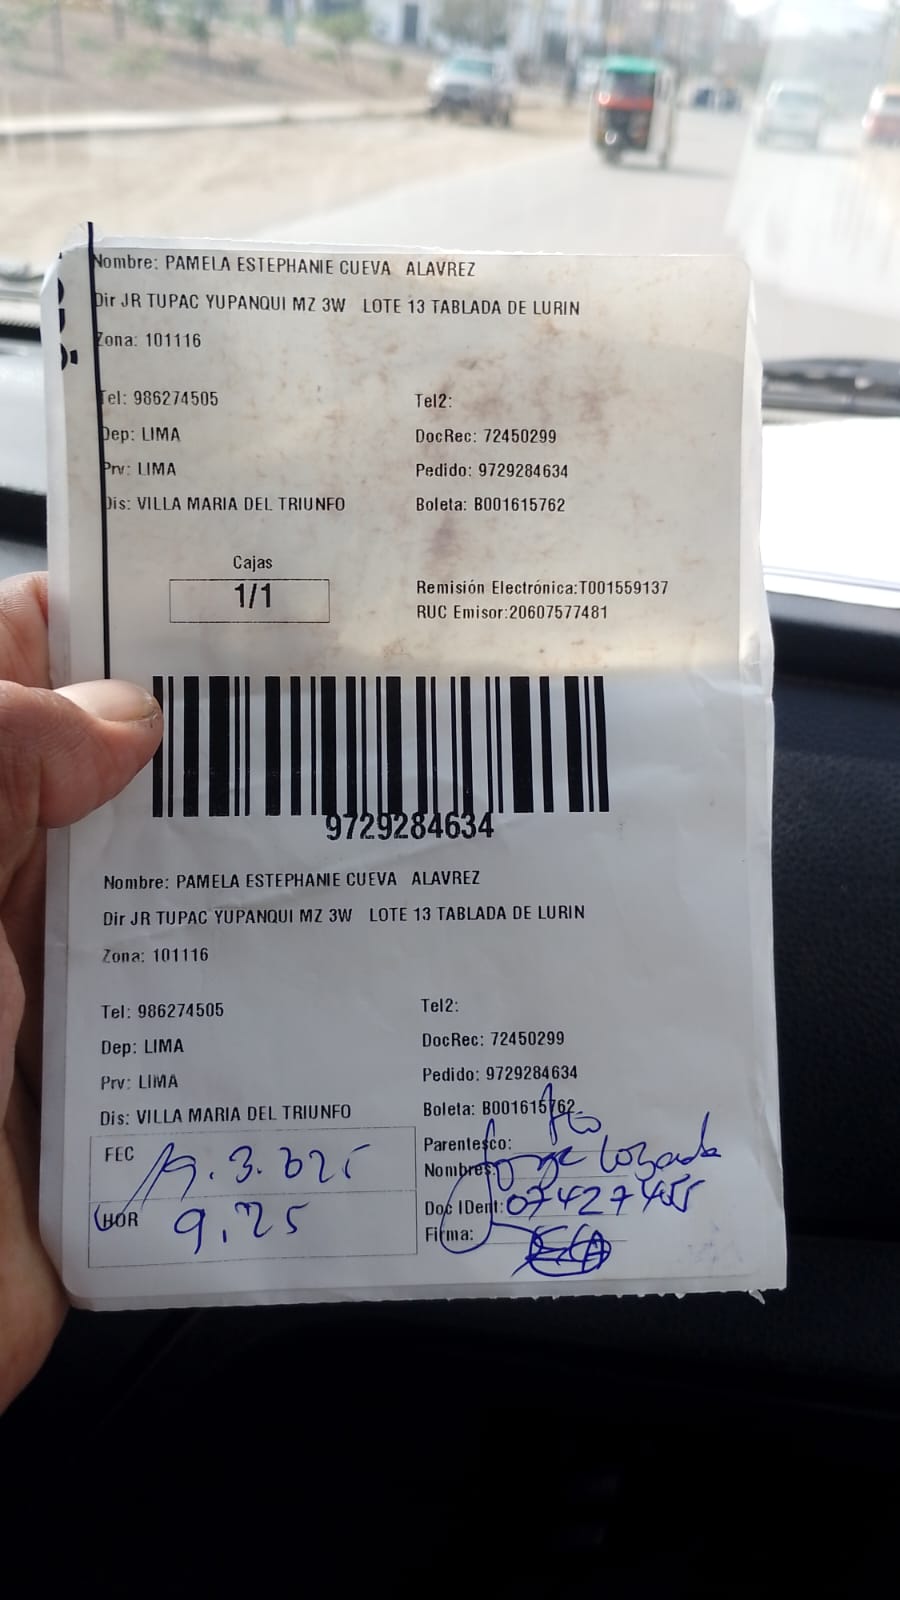 Nombre: PAMELA ESTEPHANIE CUEVA ALAVREZ
Dir JR TUPAC YUPANQUI MZ 3W LOTE 13 TABLADA DE LURIN
Zona: 101116
Tel: 986274505 Tel2:
Dep: LIMA DocRec: 72450299
Prv: LIMA Pedido: 9729284634
Dis: VILLA MARIA DEL TRIUNFO Boleta: B001615762
Cajas
1/1
Remisión Electrónica:T001559137
RUC Emisor:20607577481
9729284634
Nombre: PAMELA ESTEPHANIE CUEVA ALAVREZ
Dir JR TUPAC YUPANQUI MZ 3W LOTE 13 TABLADA DE LURIN
Zona: 101116
Tel: 986274505 Tel2:
Dep: LIMA DocRec: 72450299
Prv: LIMA Pedido: 9729284634
Dis: VILLA MARIA DEL TRIUNFO Boleta: B001615762
FEC Parentesco:
Nombres: Jorge Lozada
HOR 9.25 Doc IDent: 07427455
Firma: